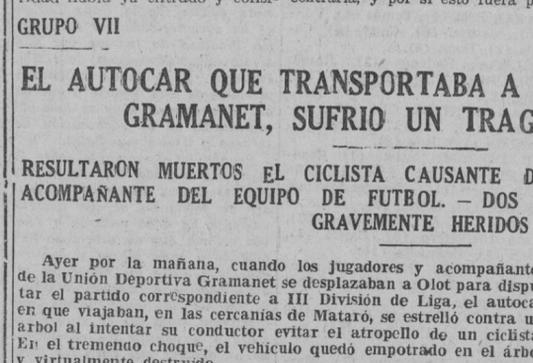 GRUPO VII
EL AUTOCAR QUE TRANSPORTABA A
GRAMANET, SUFRIO UN TRAG
RESULTARON MUERTOS EL CICLISTA CAUSANTE D
ACOMPAÑANTE DEL EQUIPO DE FUTBOL. — DOS
GRAVEMENTE HERIDOS
Ayer por la mañana, cuando los jugadores y acompañante
de la Unión Deportiva Gramanet se desplazaban a Olot para dispu
tar el partido correspondiente a III División de Liga, el autoca
en que viajaban, en las cercanías de Mataró, se estrelló contra u
arbol al intentar su conductor evitar el atropello de un ciclist
En el tremendo choque, el vehículo quedó empotrado en el árbo
y virtualmente destruido